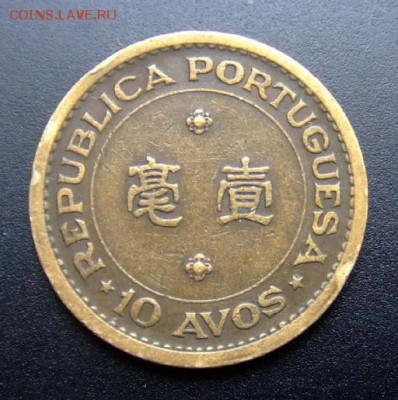 COINS.LAVE.RU
REPUBLICA PORTUGUESA
毫壹
10 AVOS